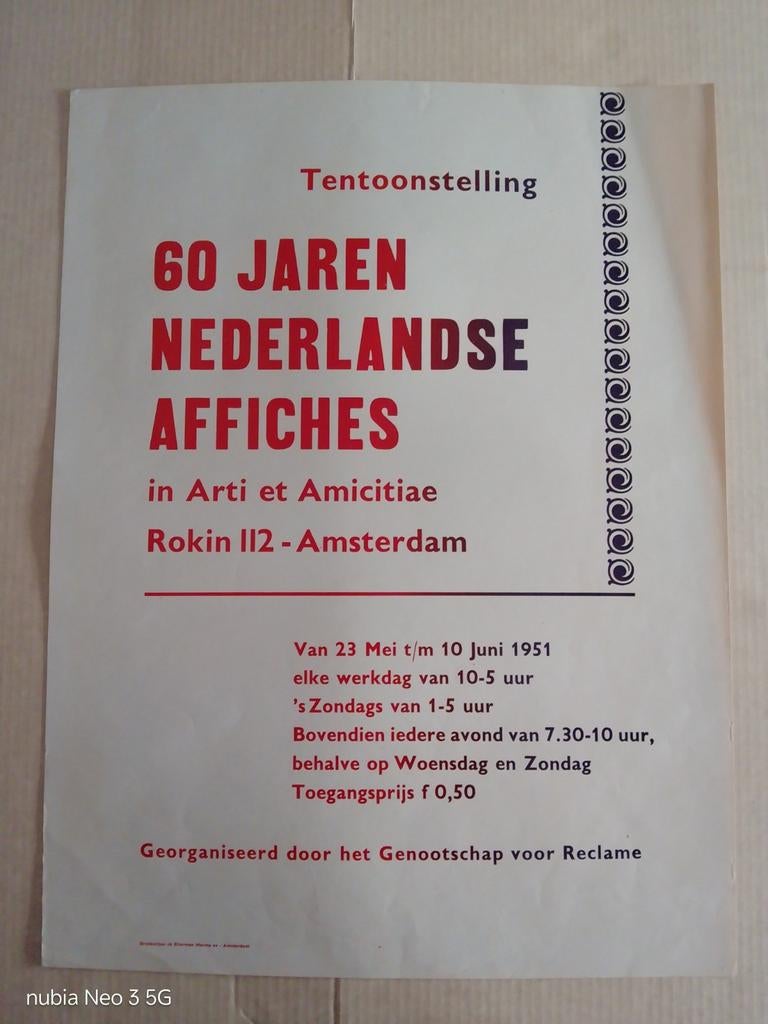 Tentoonstelling
60 JAREN
NEDERLANDSE
AFFICHES
in Arti et Amicitiae
Rokin 112 - Amsterdam
Van 23 Mei t/m 10 Juni 1951
elke werkdag van 10-5 uur
's Zondags van 1-5 uur
Bovendien iedere avond van 7.30-10 uur,
behalve op Woensdag en Zondag
Toegangsprijs f 0,50
Georganiseerd door het Genootschap voor Reclame
Amsterdam
nubia Neo 3 5G